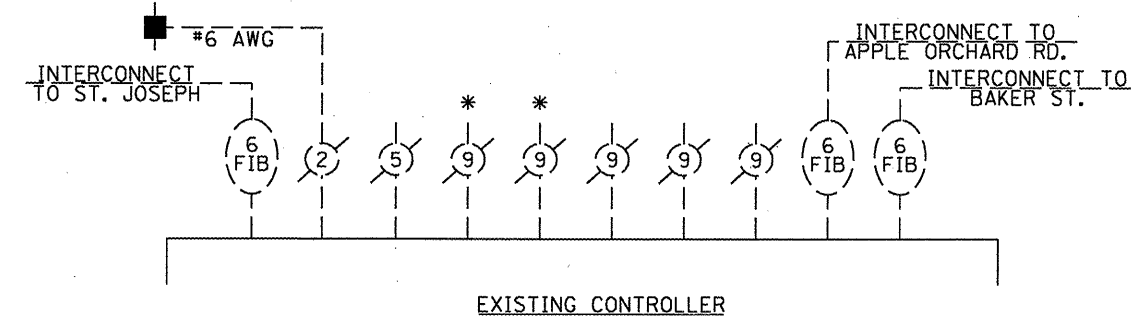 #6 AWG
INTERCONNECT
TO ST. JOSEPH
INTERCONNECT TO
APPLE ORCHARD RD.
INTERCONNECT TO
BAKER ST.
* *
6
FIB
2
5
9
9
9
9
9
6
FIB
6
FIB
EXISTING CONTROLLER